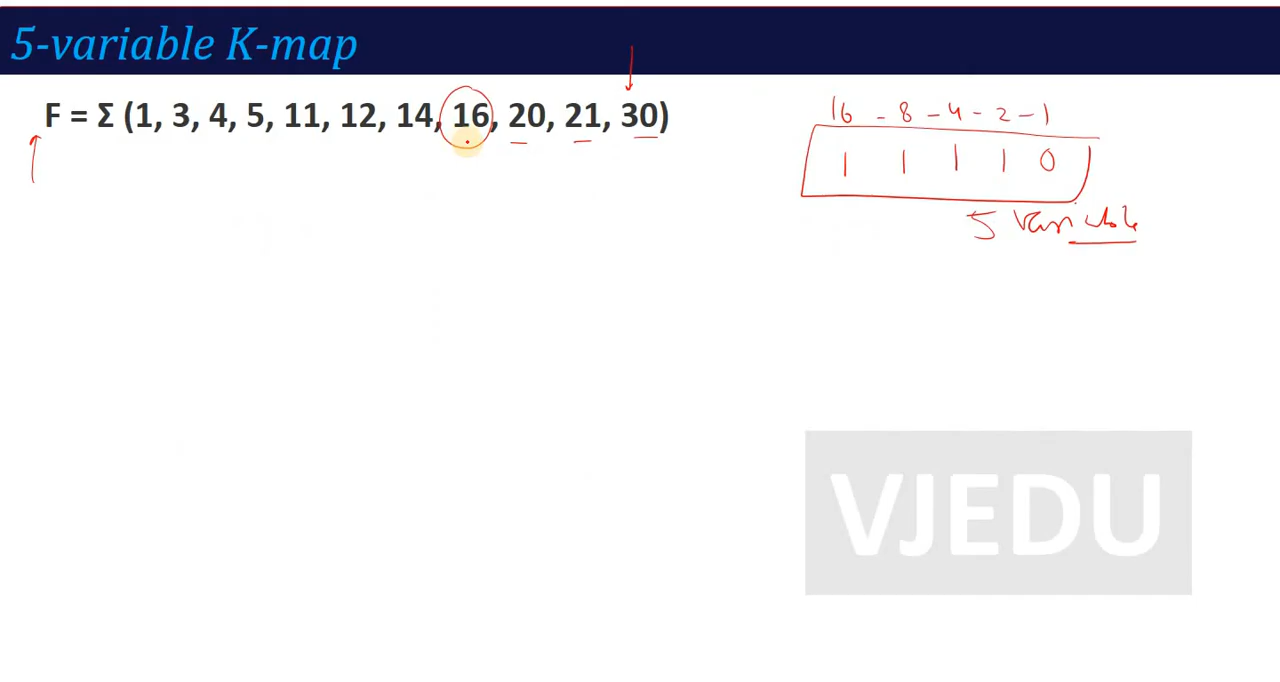 5-variable K-map
F = Σ (1, 3, 4, 5, 11, 12, 14, 16, 20, 21, 30)
16 - 8 - 4 - 2 - 1
1 1 1 1 0
5 Variable
VJEDU